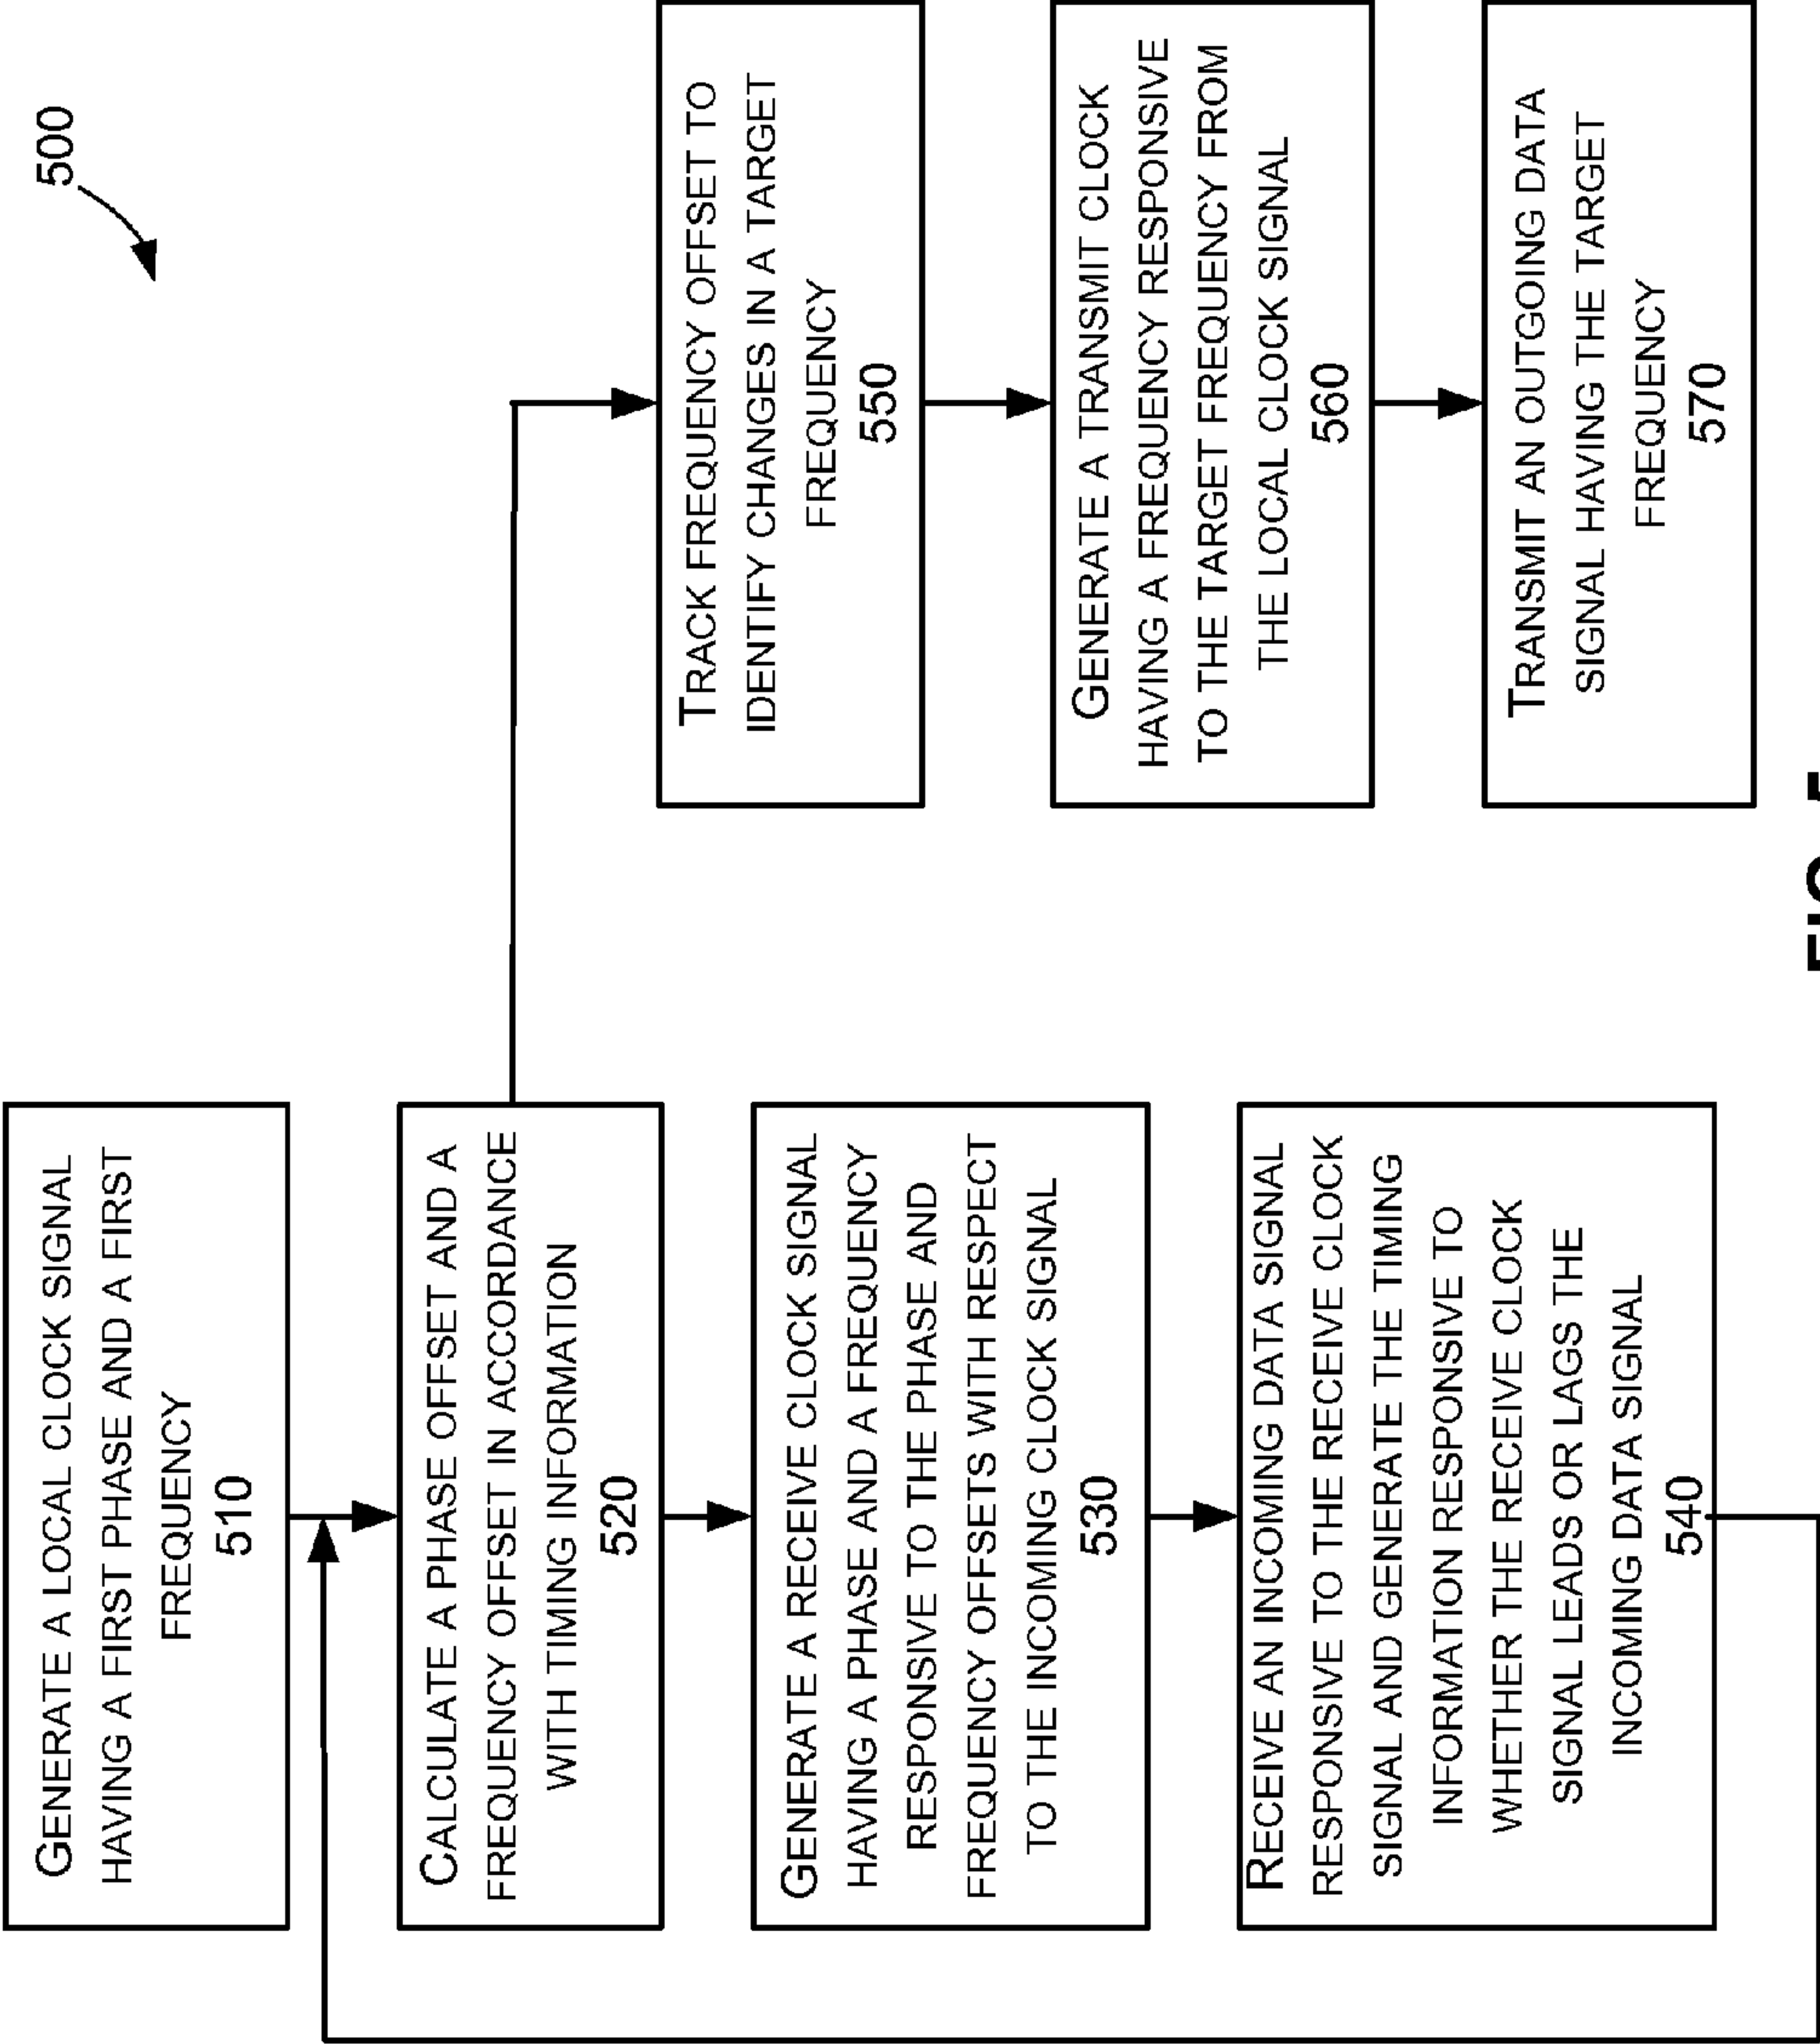 500
GENERATE A LOCAL CLOCK SIGNAL
HAVING A FIRST PHASE AND A FIRST
FREQUENCY
510
CALCULATE A PHASE OFFSET AND A
FREQUENCY OFFSET IN ACCORDANCE
WITH TIMING INFORMATION
520
GENERATE A RECEIVE CLOCK SIGNAL
HAVING A PHASE AND A FREQUENCY
RESPONSIVE TO THE PHASE AND
FREQUENCY OFFSETS WITH RESPECT
TO THE INCOMING CLOCK SIGNAL
530
RECEIVE AN INCOMING DATA SIGNAL
RESPONSIVE TO THE RECEIVE CLOCK
SIGNAL AND GENERATE THE TIMING
INFORMATION RESPONSIVE TO
WHETHER THE RECEIVE CLOCK
SIGNAL LEADS OR LAGS THE
INCOMING DATA SIGNAL
540
TRACK FREQUENCY OFFSET TO
IDENTIFY CHANGES IN A TARGET
FREQUENCY
550
GENERATE A TRANSMIT CLOCK
HAVING A FREQUENCY RESPONSIVE
TO THE TARGET FREQUENCY FROM
THE LOCAL CLOCK SIGNAL
560
TRANSMIT AN OUTGOING DATA
SIGNAL HAVING THE TARGET
FREQUENCY
570